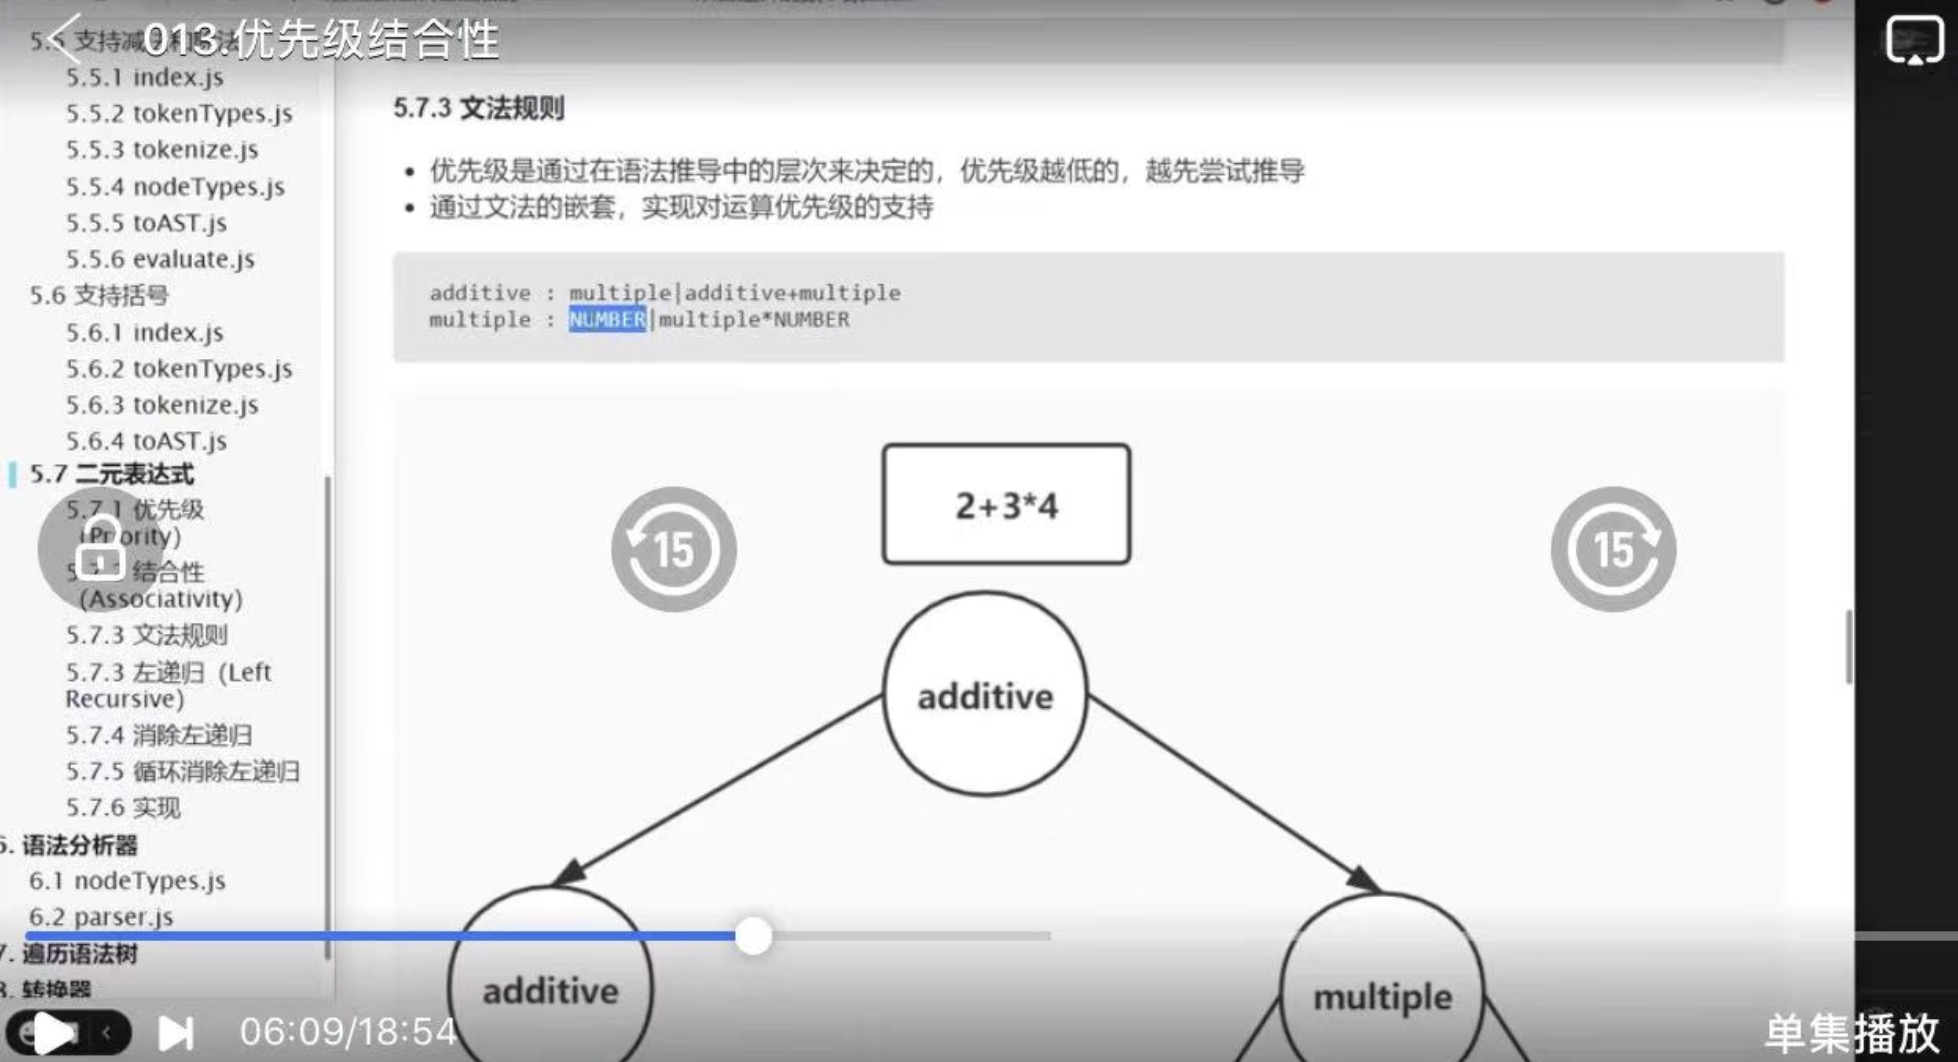 013.优先级结合性
5.5.1 index.js
5.5.2 tokenTypes.js
5.5.3 tokenize.js
5.5.4 nodeTypes.js
5.5.5 toAST.js
5.5.6 evaluate.js
5.6 支持括号
5.6.1 index.js
5.6.2 tokenTypes.js
5.6.3 tokenize.js
5.6.4 toAST.js
5.7 二元表达式
5.7.1 优先级
(Priority)
结合性
(Associativity)
5.7.3 文法规则
5.7.3 左递归（Left
Recursive)
5.7.4 消除左递归
5.7.5 循环消除左递归
5.7.6 实现
6. 语法分析器
6.1 nodeTypes.js
6.2 parser.js
7. 遍历语法树
8. 转换器
5.7.3 文法规则
优先级是通过在语法推导中的层次来决定的，优先级越低的，越先尝试推导
通过文法的嵌套，实现对运算优先级的支持
additive : multiple|additive+multiple
multiple : NUMBER|multiple*NUMBER
2+3*4
15
15
additive
additive
multiple
06:09/18:54
单集播放